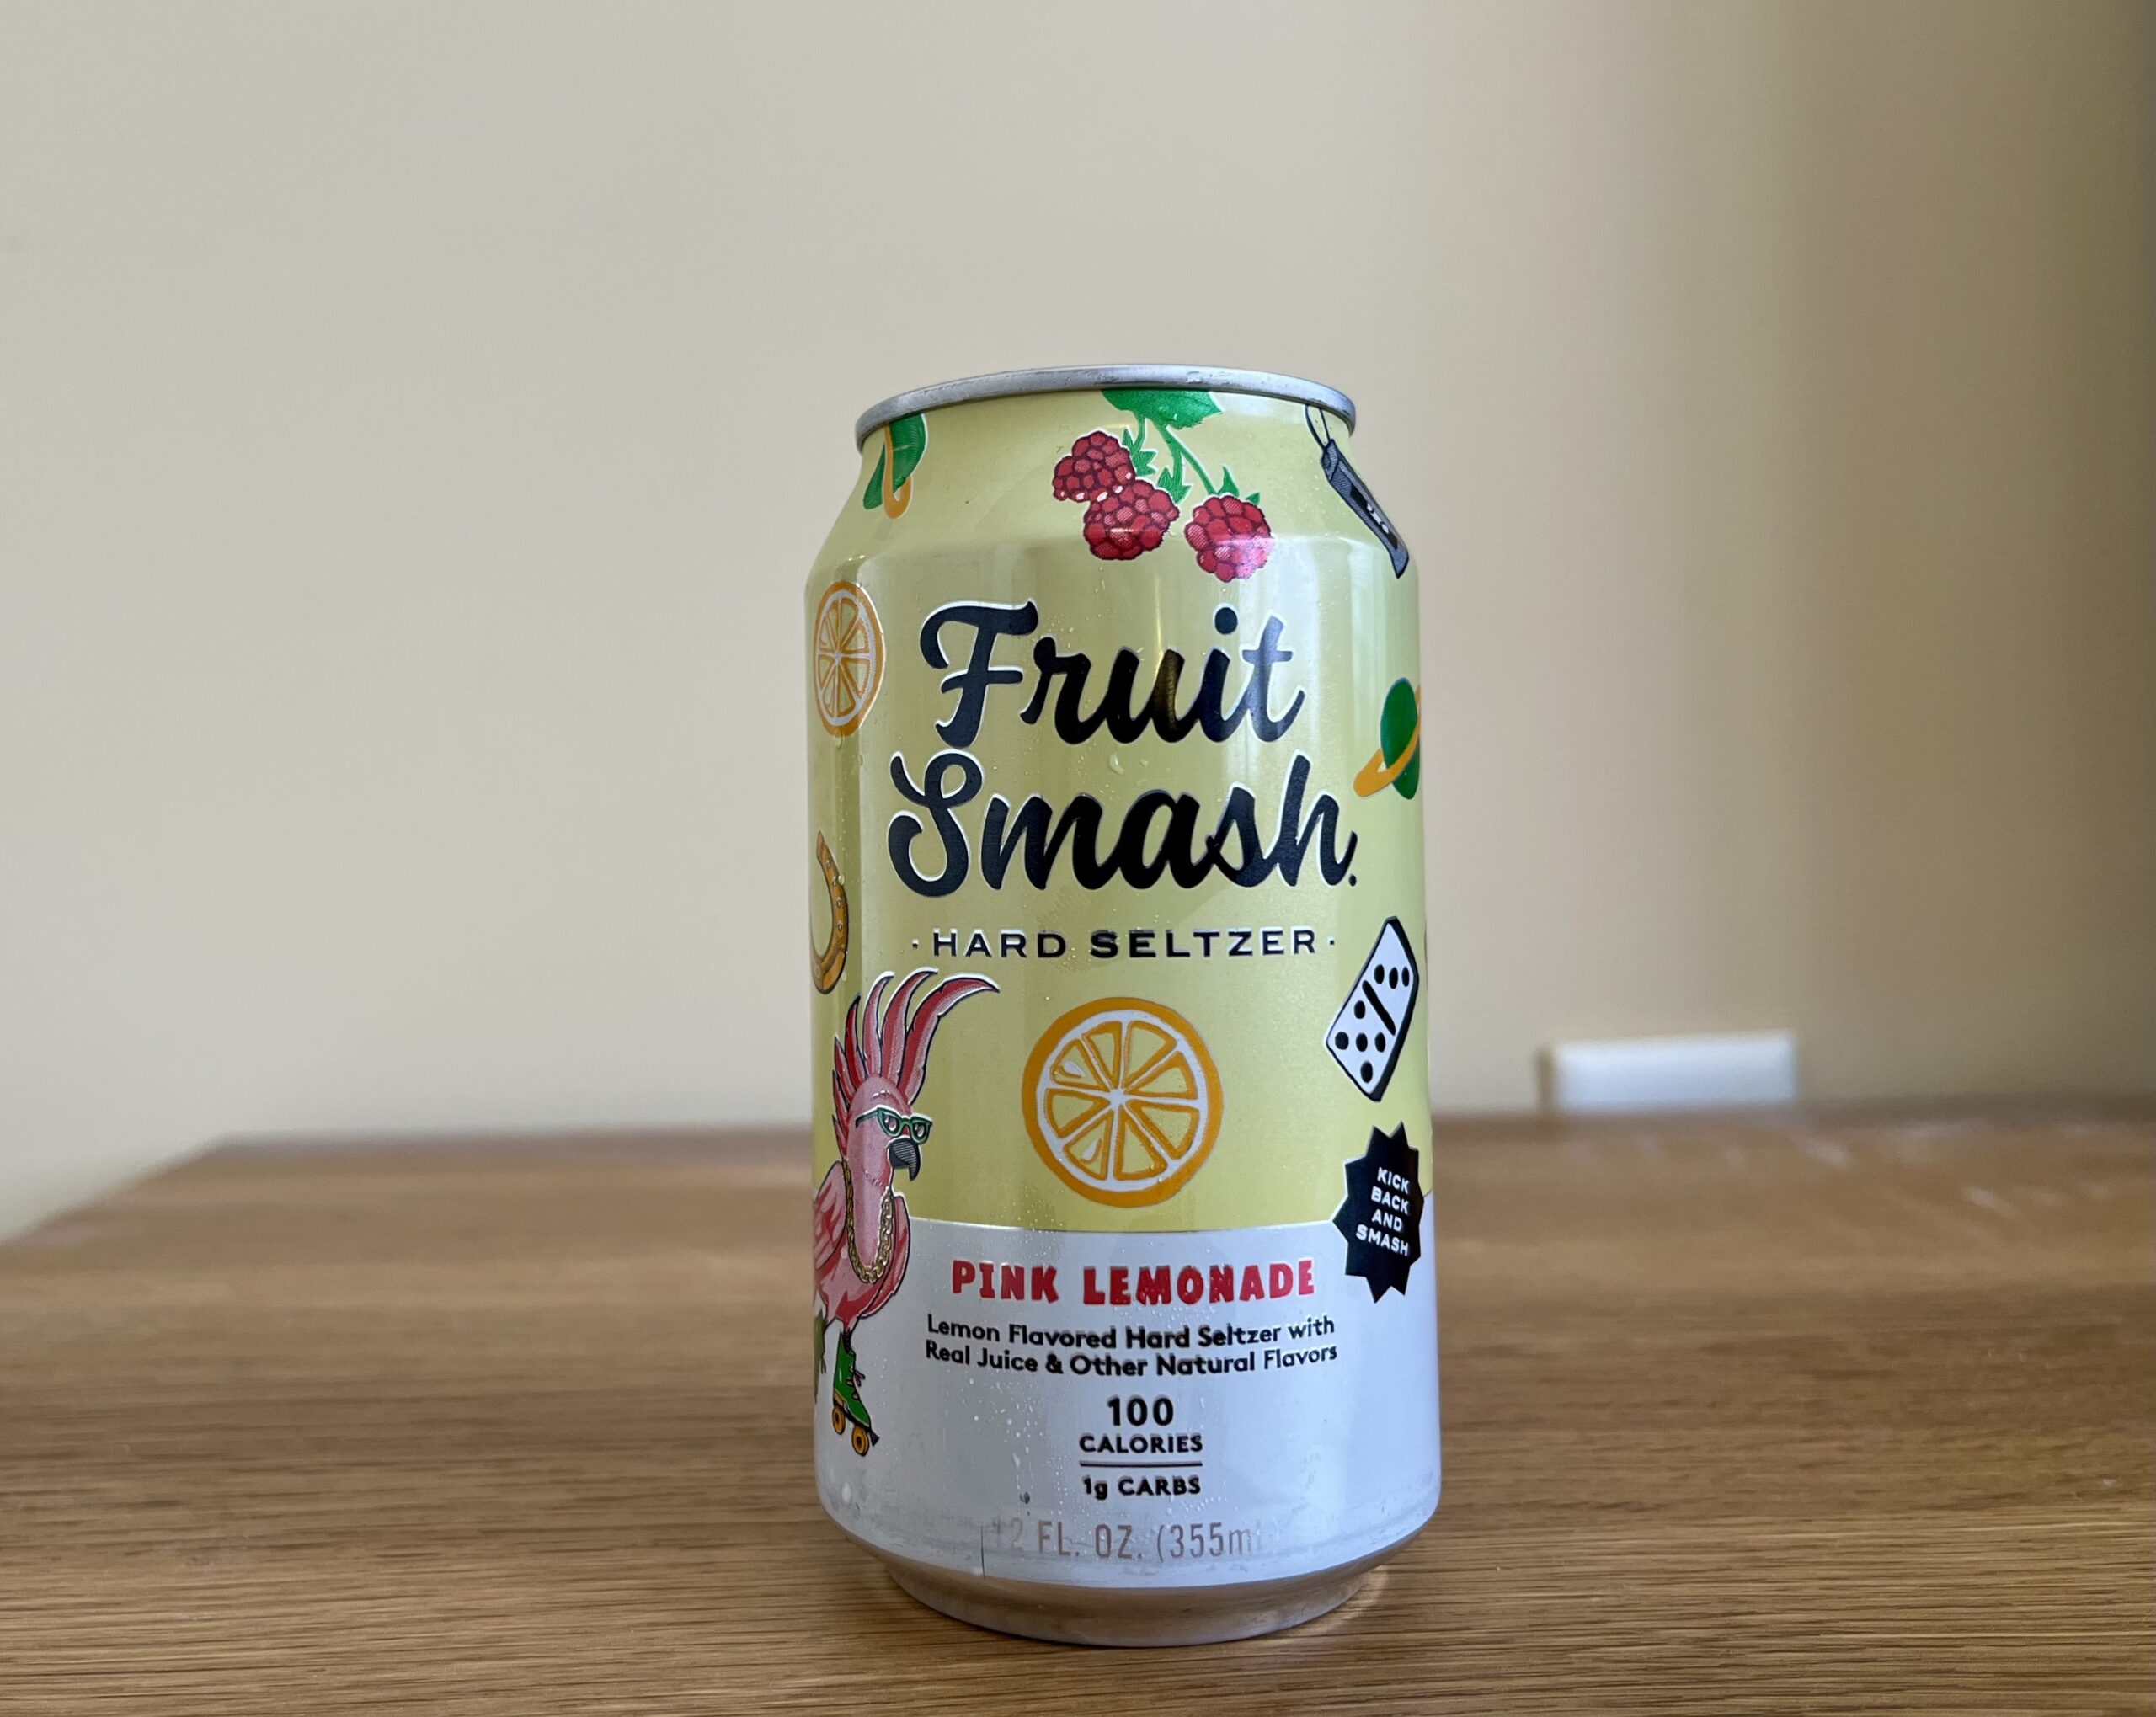 Fruit
Smash.
· HARD SELTZER ·
KICK
BACK
AND
SMASH
PINK LEMONADE
Lemon Flavored Hard Seltzer with
Real Juice & Other Natural Flavors
100
CALORIES
1g CARBS
12 FL. OZ. (355ml